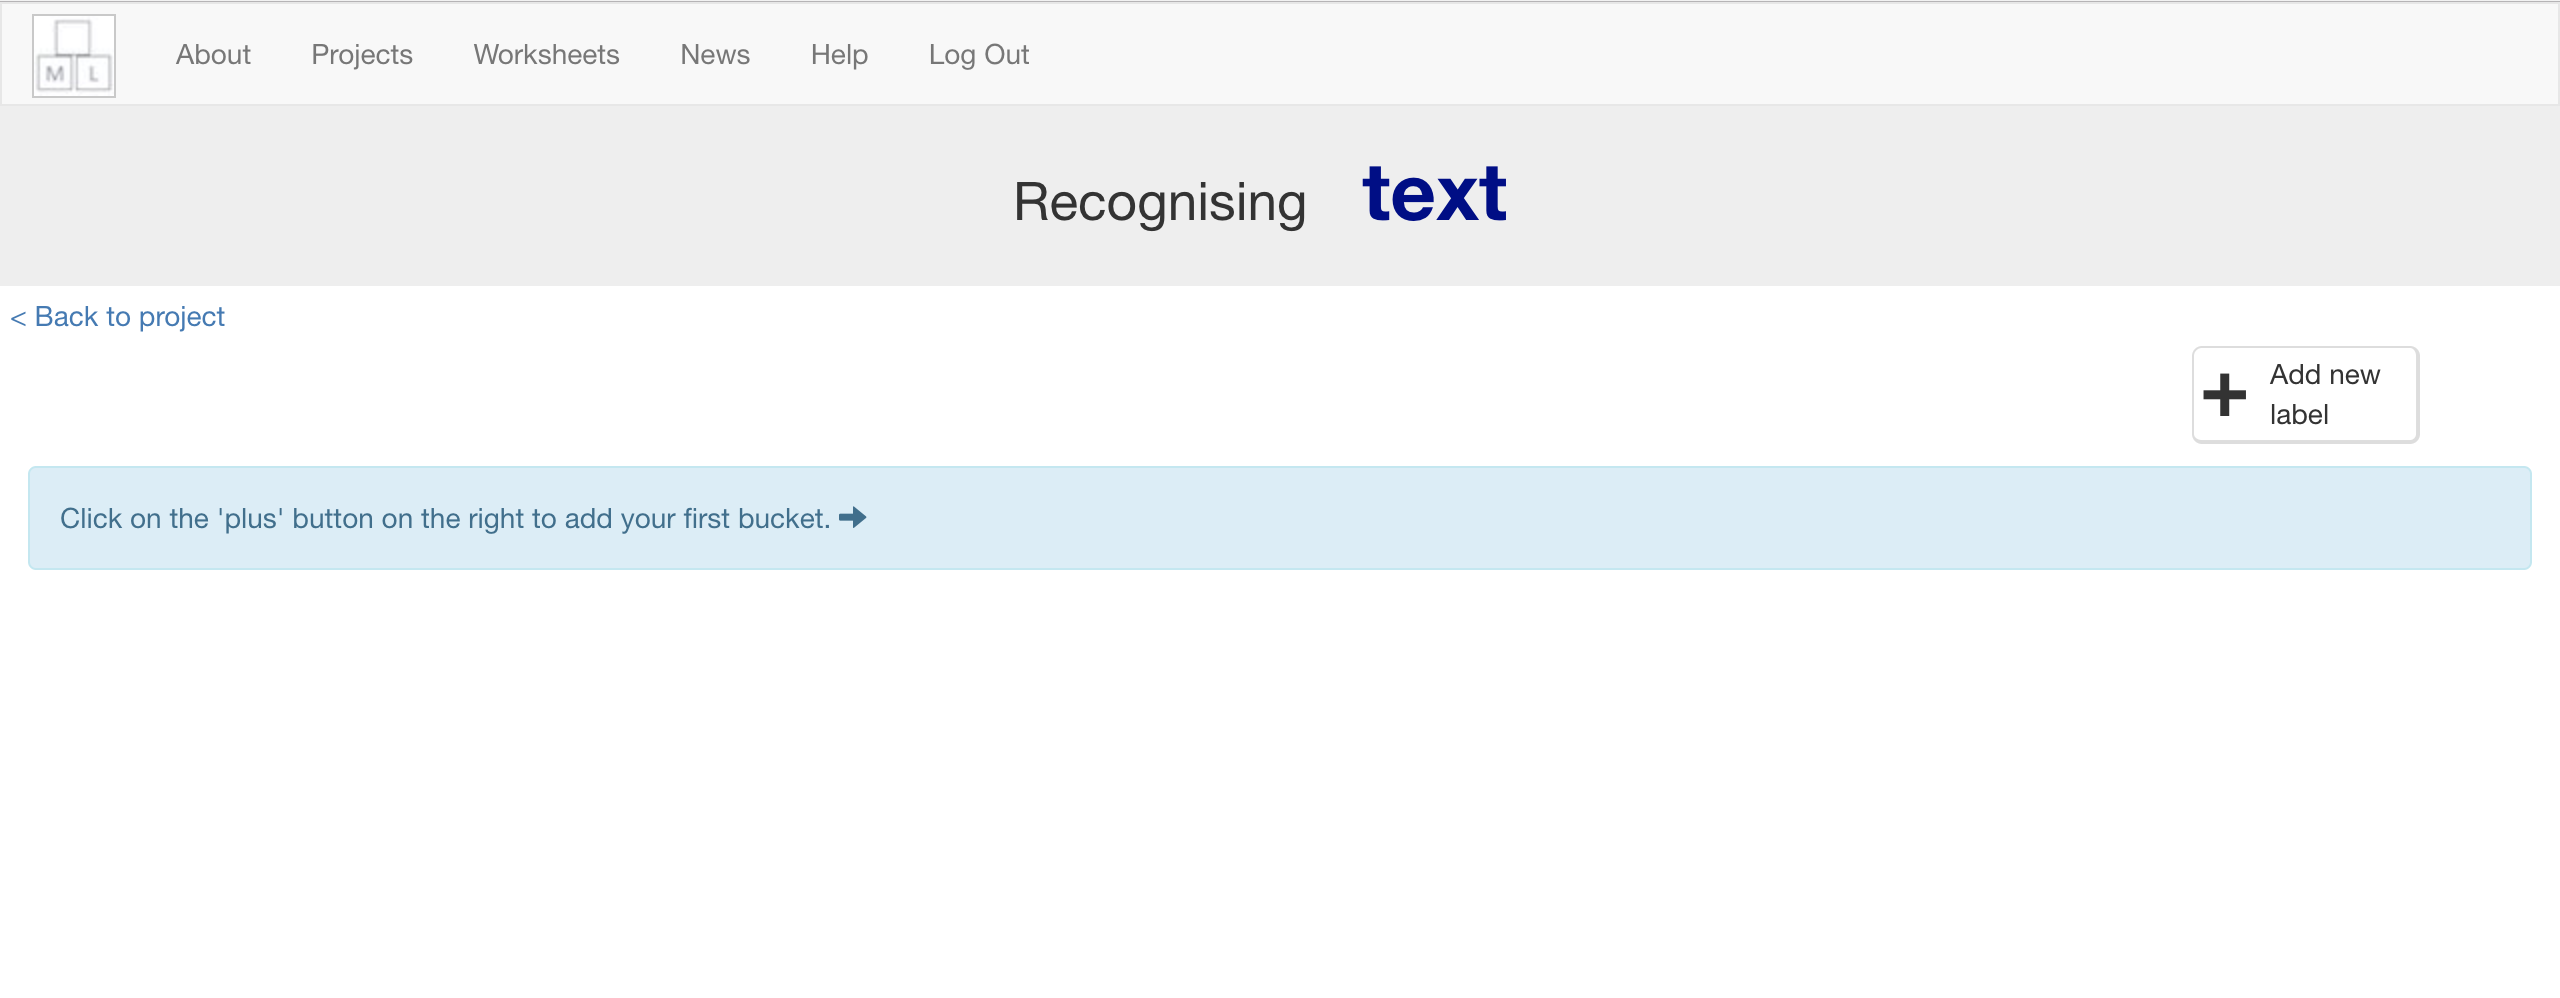 M L
About Projects Worksheets News Help Log Out
Recognising text
< Back to project
Add new
label
Click on the 'plus' button on the right to add your first bucket.